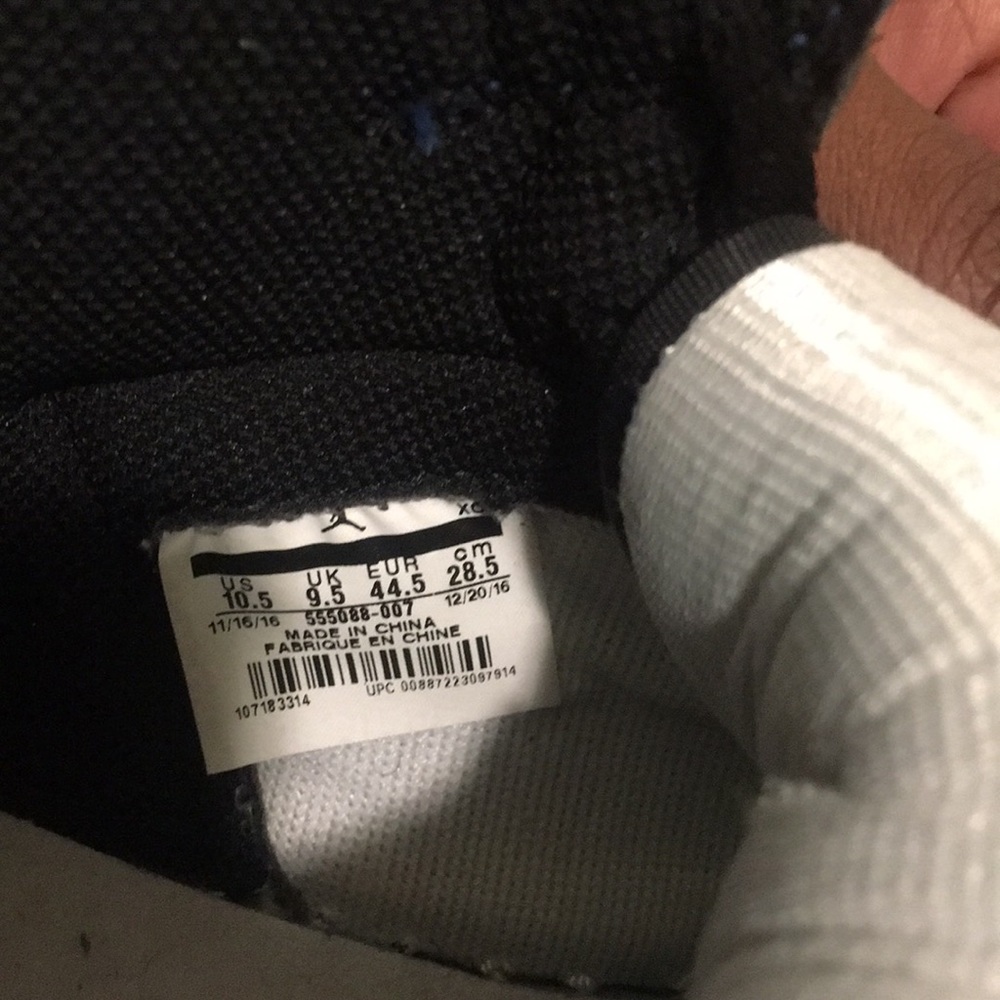 XC
US UK EUR cm
10.5 9.5 44.5 28.5
11/16/16 555088-007 12/20/16
MADE IN CHINA
FABRIQUE EN CHINE
107183314 UPC 00887223097914